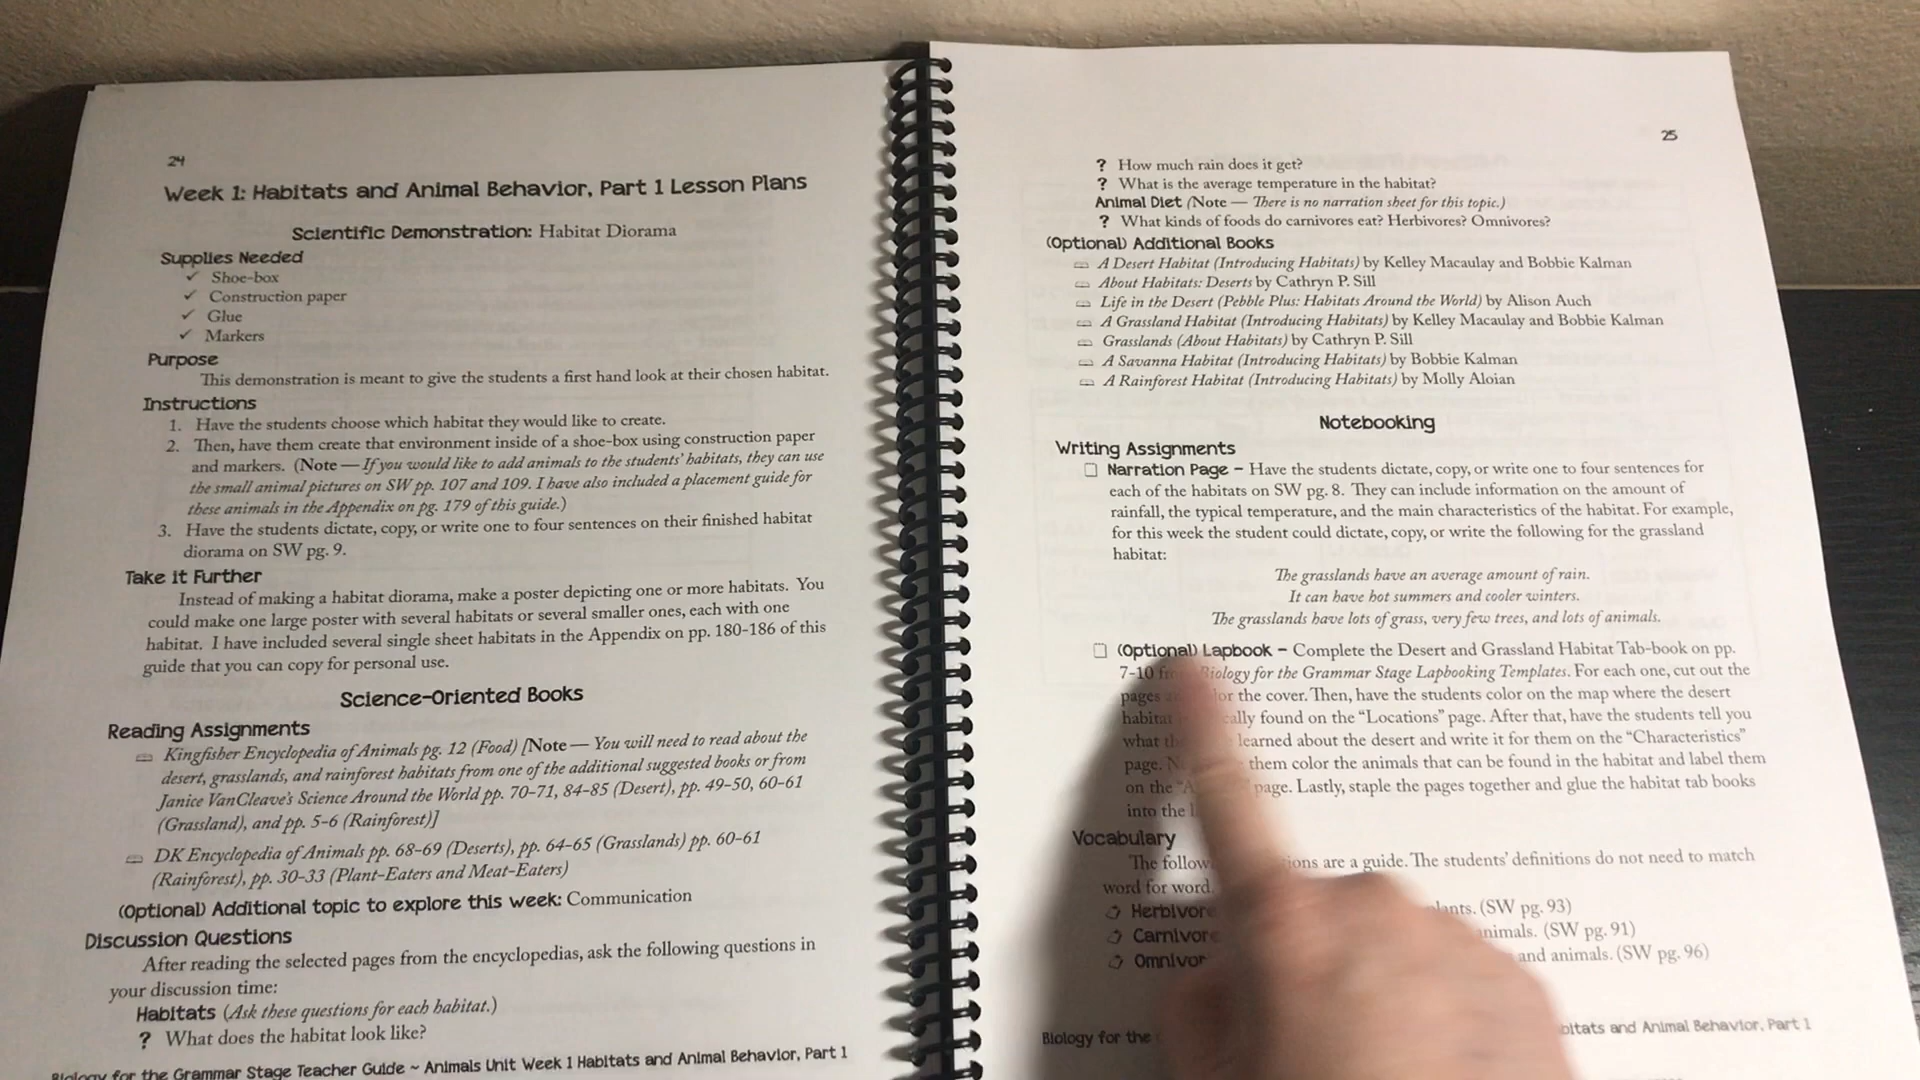 24
Week 1: Habitats and Animal Behavior, Part 1 Lesson Plans
Scientific Demonstration: Habitat Diorama
Supplies Needed
✓ Shoe-box
✓ Construction paper
✓ Glue
✓ Markers
Purpose
This demonstration is meant to give the students a first hand look at their chosen habitat.
Instructions
1. Have the students choose which habitat they would like to create.
2. Then, have them create that environment inside of a shoe-box using construction paper
and markers. (Note — If you would like to add animals to the students' habitats, they can use
the small animal pictures on SW pp. 107 and 109. I have also included a placement guide for
these animals in the Appendix on pg. 179 of this guide.)
3. Have the students dictate, copy, or write one to four sentences on their finished habitat
diorama on SW pg. 9.
Take it Further
Instead of making a habitat diorama, make a poster depicting one or more habitats. You
could make one large poster with several habitats or several smaller ones, each with one
habitat. I have included several single sheet habitats in the Appendix on pp. 180-186 of this
guide that you can copy for personal use.
Science-Oriented Books
Reading Assignments
Kingfisher Encyclopedia of Animals pg. 12 (Food) [Note — You will need to read about the
desert, grasslands, and rainforest habitats from one of the additional suggested books or from
Janice VanCleave's Science Around the World pp. 70-71, 84-85 (Desert), pp. 49-50, 60-61
(Grassland), and pp. 5-6 (Rainforest)]
DK Encyclopedia of Animals pp. 68-69 (Deserts), pp. 64-65 (Grasslands) pp. 60-61
(Rainforest), pp. 30-33 (Plant-Eaters and Meat-Eaters)
(Optional) Additional topic to explore this week: Communication
Discussion Questions
After reading the selected pages from the encyclopedias, ask the following questions in
your discussion time:
Habitats (Ask these questions for each habitat.)
? What does the habitat look like?
Biology for the Grammar Stage Teacher Guide ~ Animals Unit Week 1 Habitats and Animal Behavior, Part 1
25
? How much rain does it get?
? What is the average temperature in the habitat?
Animal Diet (Note — There is no narration sheet for this topic.)
? What kinds of foods do carnivores eat? Herbivores? Omnivores?
(Optional) Additional Books
A Desert Habitat (Introducing Habitats) by Kelley Macaulay and Bobbie Kalman
About Habitats: Deserts by Cathryn P. Sill
Life in the Desert (Pebble Plus: Habitats Around the World) by Alison Auch
A Grassland Habitat (Introducing Habitats) by Kelley Macaulay and Bobbie Kalman
Grasslands (About Habitats) by Cathryn P. Sill
A Savanna Habitat (Introducing Habitats) by Bobbie Kalman
A Rainforest Habitat (Introducing Habitats) by Molly Aloian
Notebooking
Writing Assignments
Narration Page – Have the students dictate, copy, or write one to four sentences for
each of the habitats on SW pg. 8. They can include information on the amount of
rainfall, the typical temperature, and the main characteristics of the habitat. For example,
for this week the student could dictate, copy, or write the following for the grassland
habitat:
The grasslands have an average amount of rain.
It can have hot summers and cooler winters.
The grasslands have lots of grass, very few trees, and lots of animals.
(Optional) Lapbook – Complete the Desert and Grassland Habitat Tab-book on pp.
7-10 Biology for the Grammar Stage Lapbooking Templates. For each one, cut out the
pages the cover. Then, have the students color on the map where the desert
habitat found on the "Locations" page. After that, have the students tell you
what learned about the desert and write it for them on the "Characteristics"
page. them color the animals that can be found in the habitat and label them
on the page. Lastly, staple the pages together and glue the habitat tab books
into the
Vocabulary
The are a guide. The students' definitions do not need to match
word for word.
Herbivore (SW pg. 93)
Carnivore animals. (SW pg. 91)
and animals. (SW pg. 96)
Biology for the and Animal Behavior, Part 1